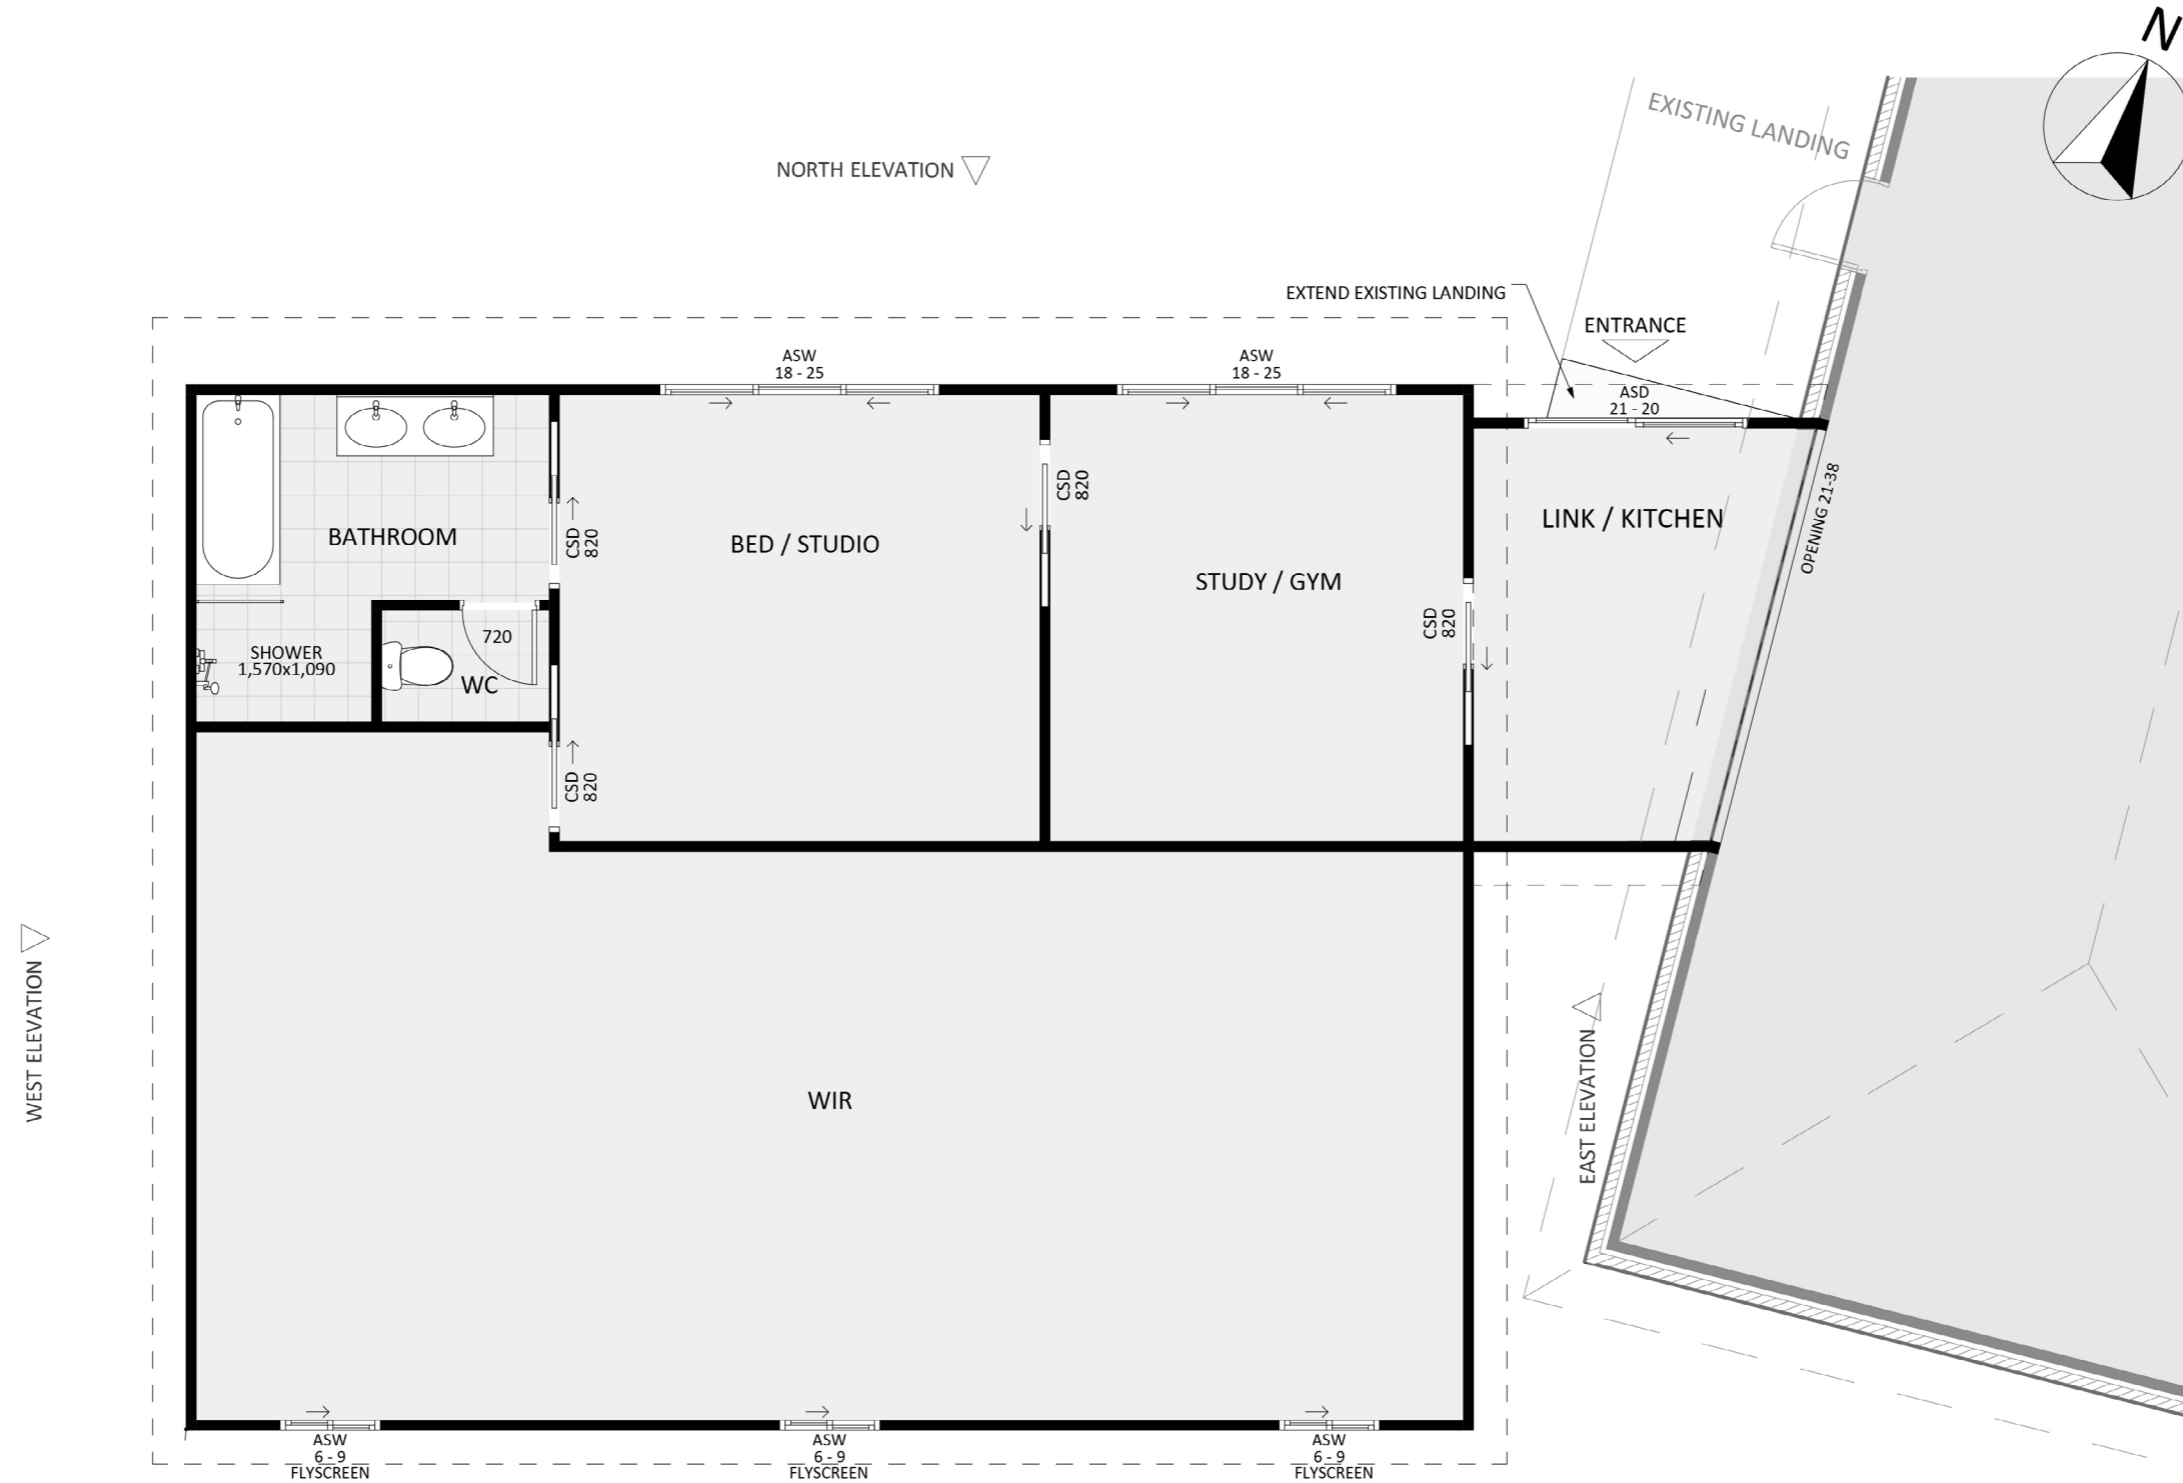 N
EXISTING LANDING
NORTH ELEVATION
EXTEND EXISTING LANDING
ENTRANCE
ASW
18 - 25
ASW
18 - 25
ASD
21 - 20
CSD
820
OPENING 21-38
LINK / KITCHEN
BATHROOM
CSD
820
BED / STUDIO
STUDY / GYM
CSD
820
720
SHOWER
1,570x1,090
WC
CSD
820
WEST ELEVATION
EAST ELEVATION
WIR
ASW
6 - 9
FLYSCREEN
ASW
6 - 9
FLYSCREEN
ASW
6 - 9
FLYSCREEN